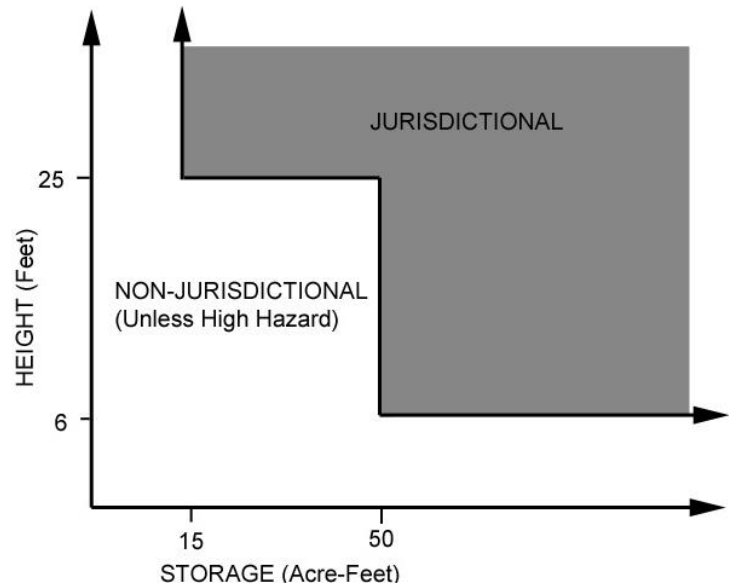 JURISDICTIONAL
25
NON-JURISDICTIONAL
(Unless High Hazard)
HEIGHT (Feet)
6
15
50
STORAGE (Acre-Feet)